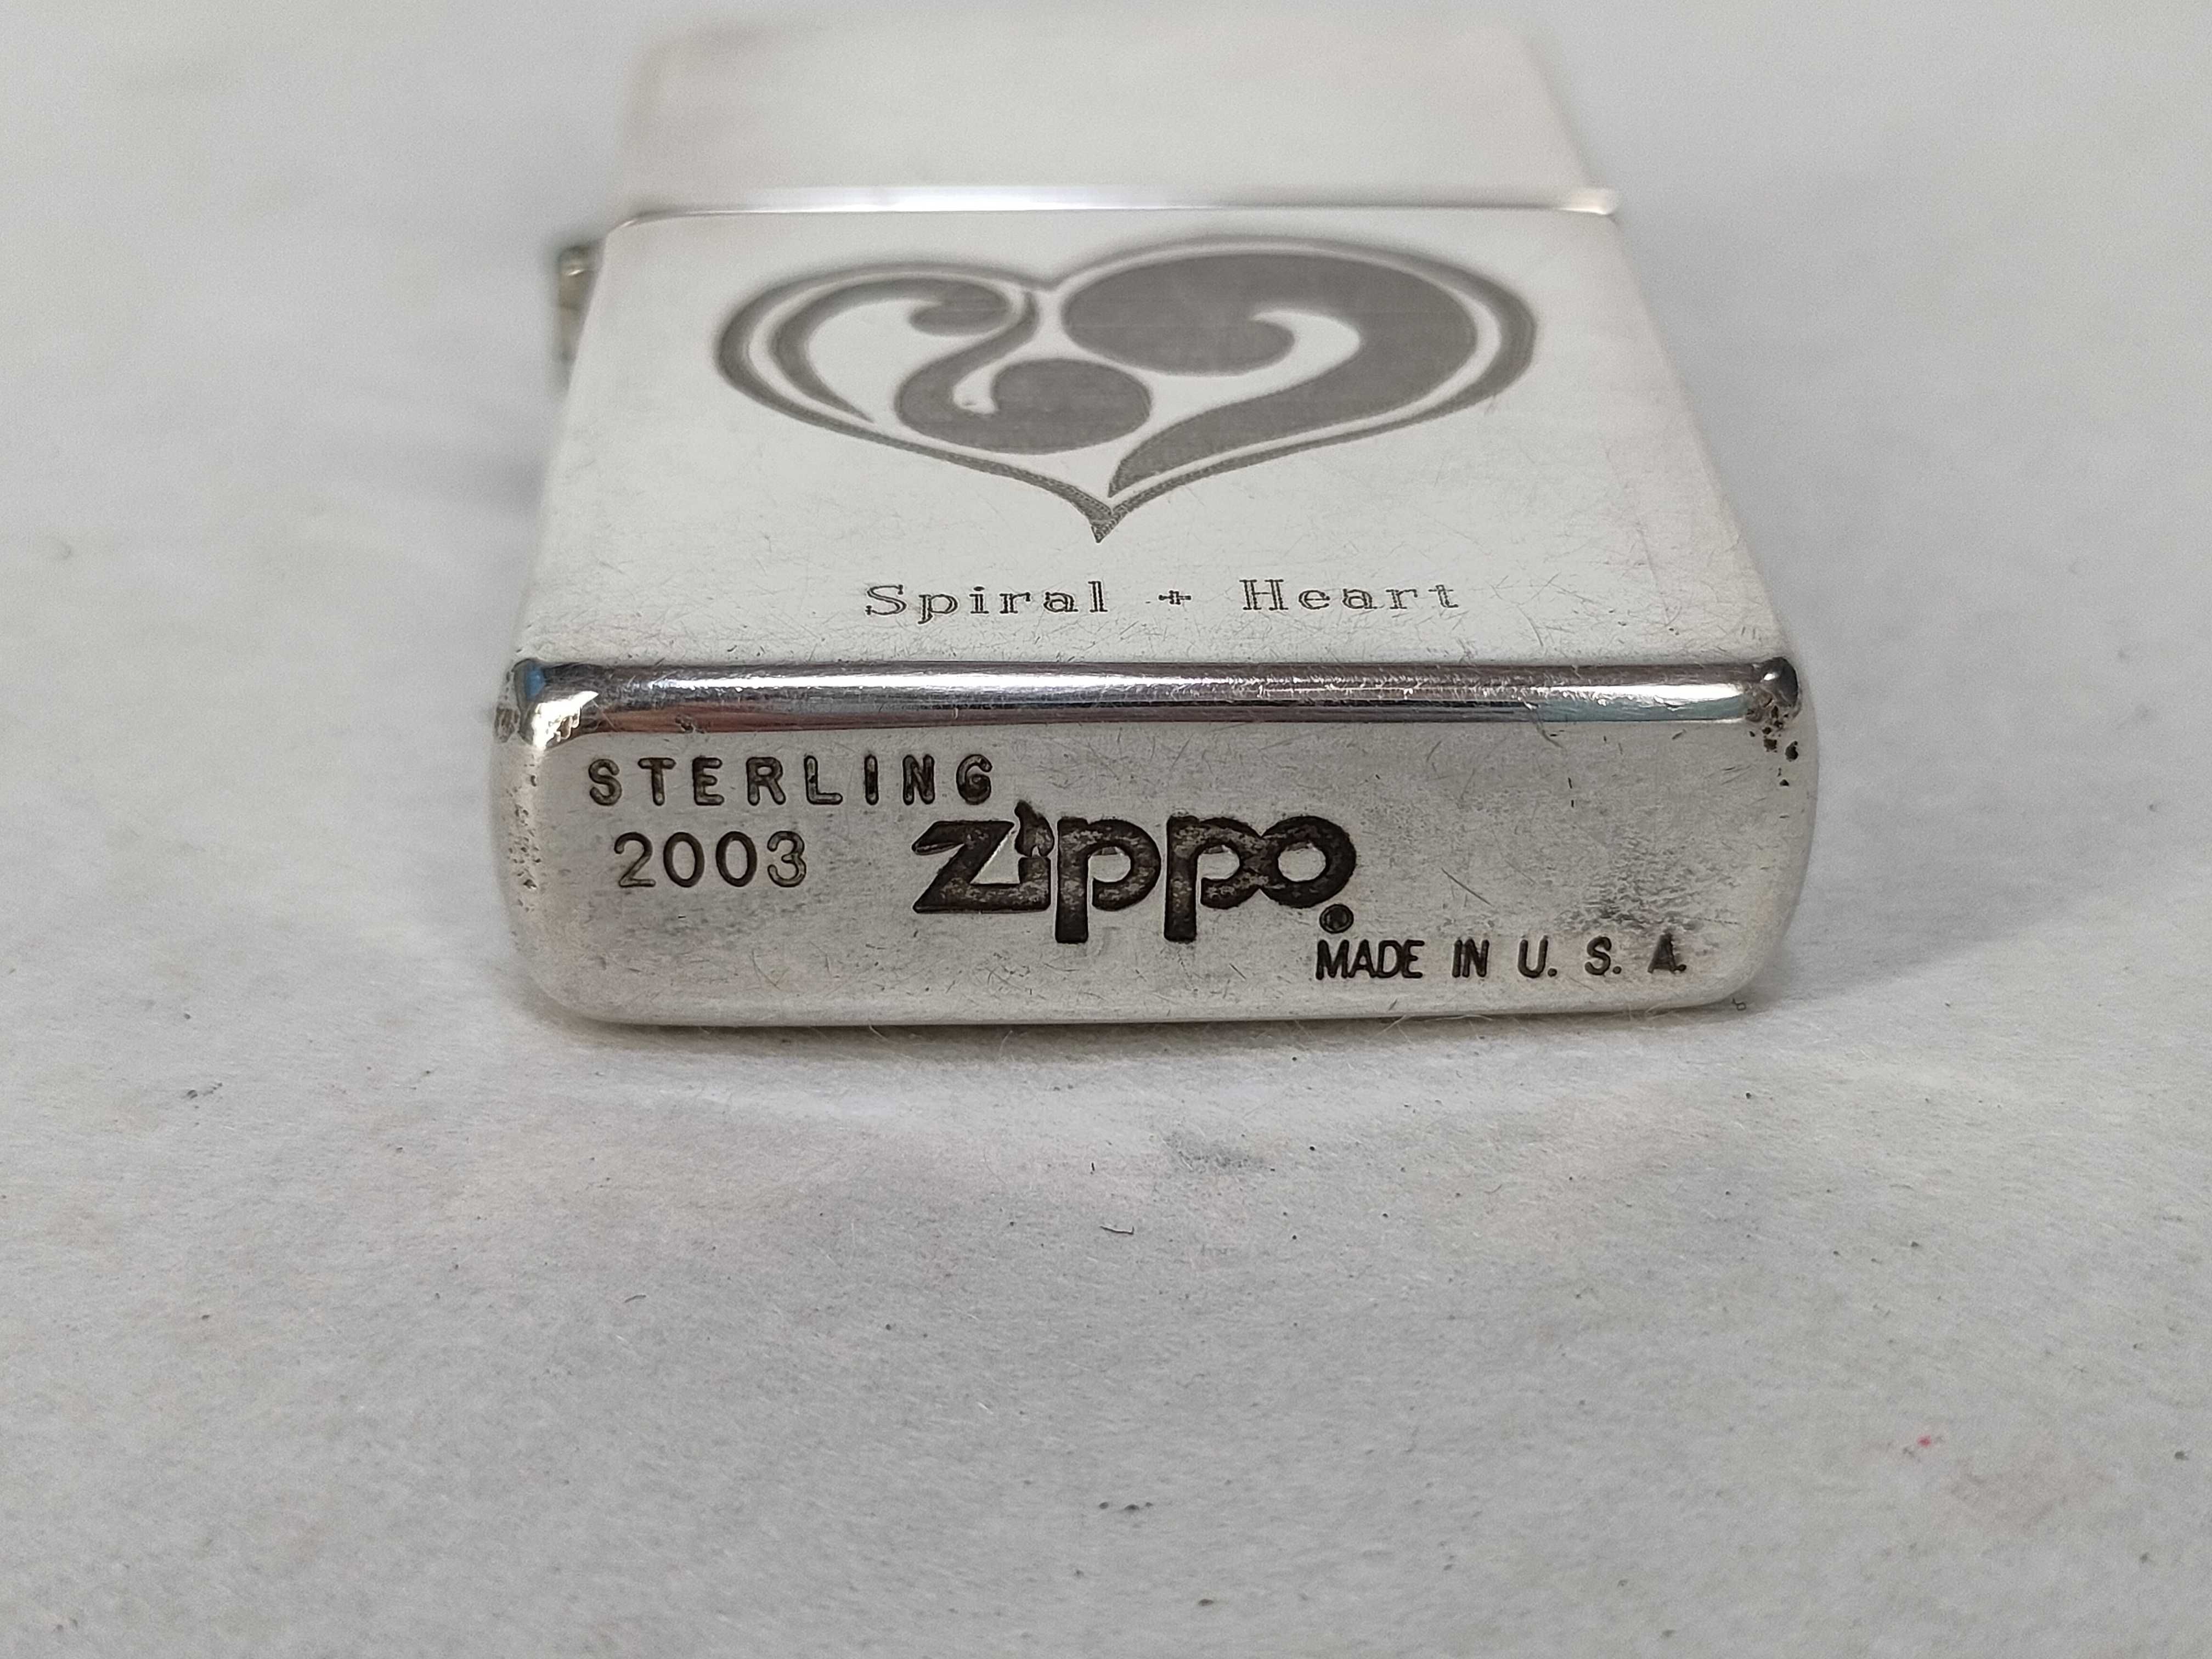 Spiral + Heart
STERLING
2003 zippo ®
MADE IN U. S. A.